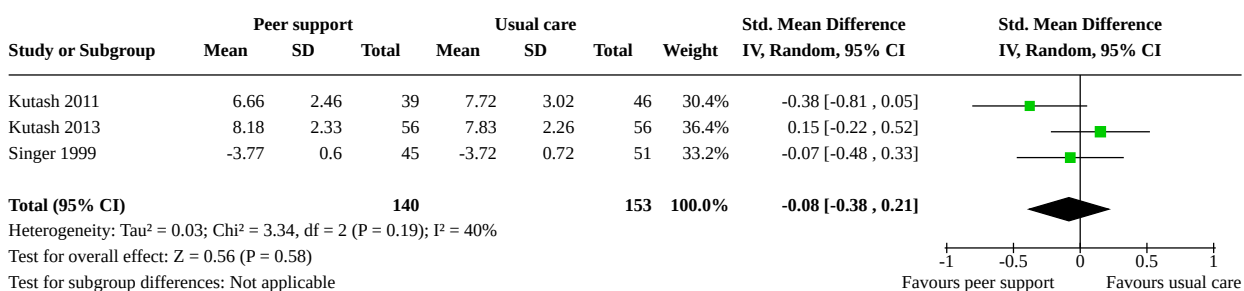 Peer support Usual care Std. Mean Difference Std. Mean Difference
Study or Subgroup Mean SD Total Mean SD Total Weight IV, Random, 95% CI IV, Random, 95% CI
Kutash 2011 6.66 2.46 39 7.72 3.02 46 30.4% -0.38 [-0.81 , 0.05]
Kutash 2013 8.18 2.33 56 7.83 2.26 56 36.4% 0.15 [-0.22 , 0.52]
Singer 1999 -3.77 0.6 45 -3.72 0.72 51 33.2% -0.07 [-0.48 , 0.33]
Total (95% CI) 140 153 100.0% -0.08 [-0.38 , 0.21]
Heterogeneity: Tau² = 0.03; Chi² = 3.34, df = 2 (P = 0.19); I² = 40%
Test for overall effect: Z = 0.56 (P = 0.58) -1 -0.5 0 0.5 1
Test for subgroup differences: Not applicable Favours peer support Favours usual care